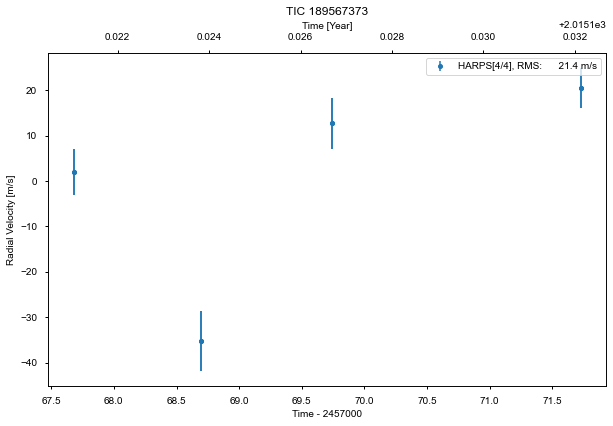 TIC 189567373
Time [Year]
+2.0151e3
0.022 0.024 0.026 0.028 0.030 0.032
HARPS[4/4], RMS: 21.4 m/s
Radial Velocity [m/s]
20
10
0
−10
−20
−30
−40
67.5 68.0 68.5 69.0 69.5 70.0 70.5 71.0 71.5
Time - 2457000